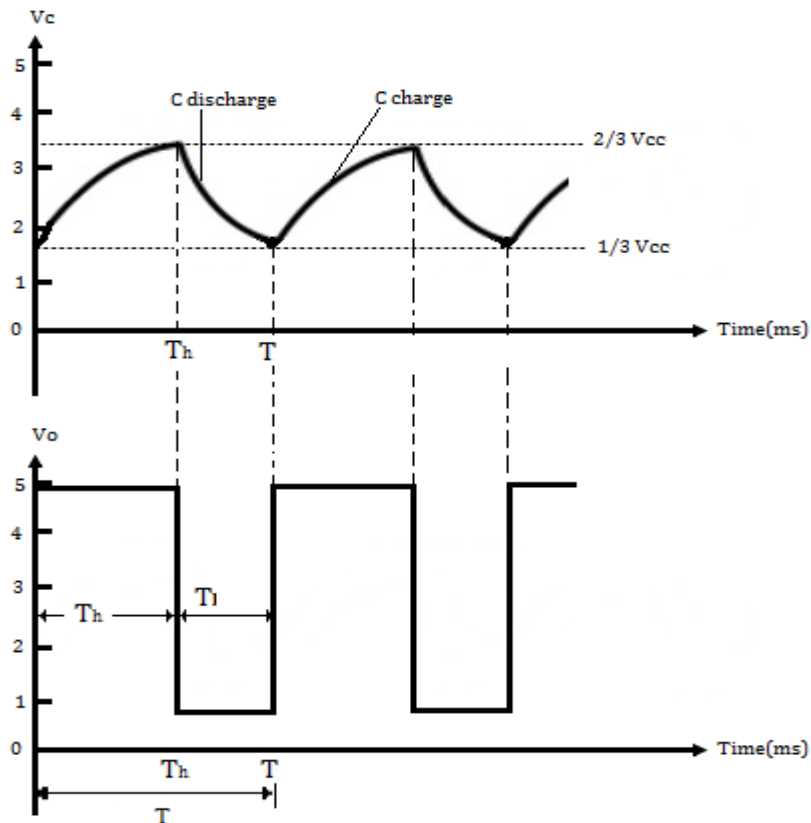 Vc
5
4
C discharge
C charge
2/3 Vcc
3
2
1/3 Vcc
1
0
Time(ms)
Th
T
Vo
5
4
3
Th
Tl
2
1
0
Time(ms)
Th
T
T